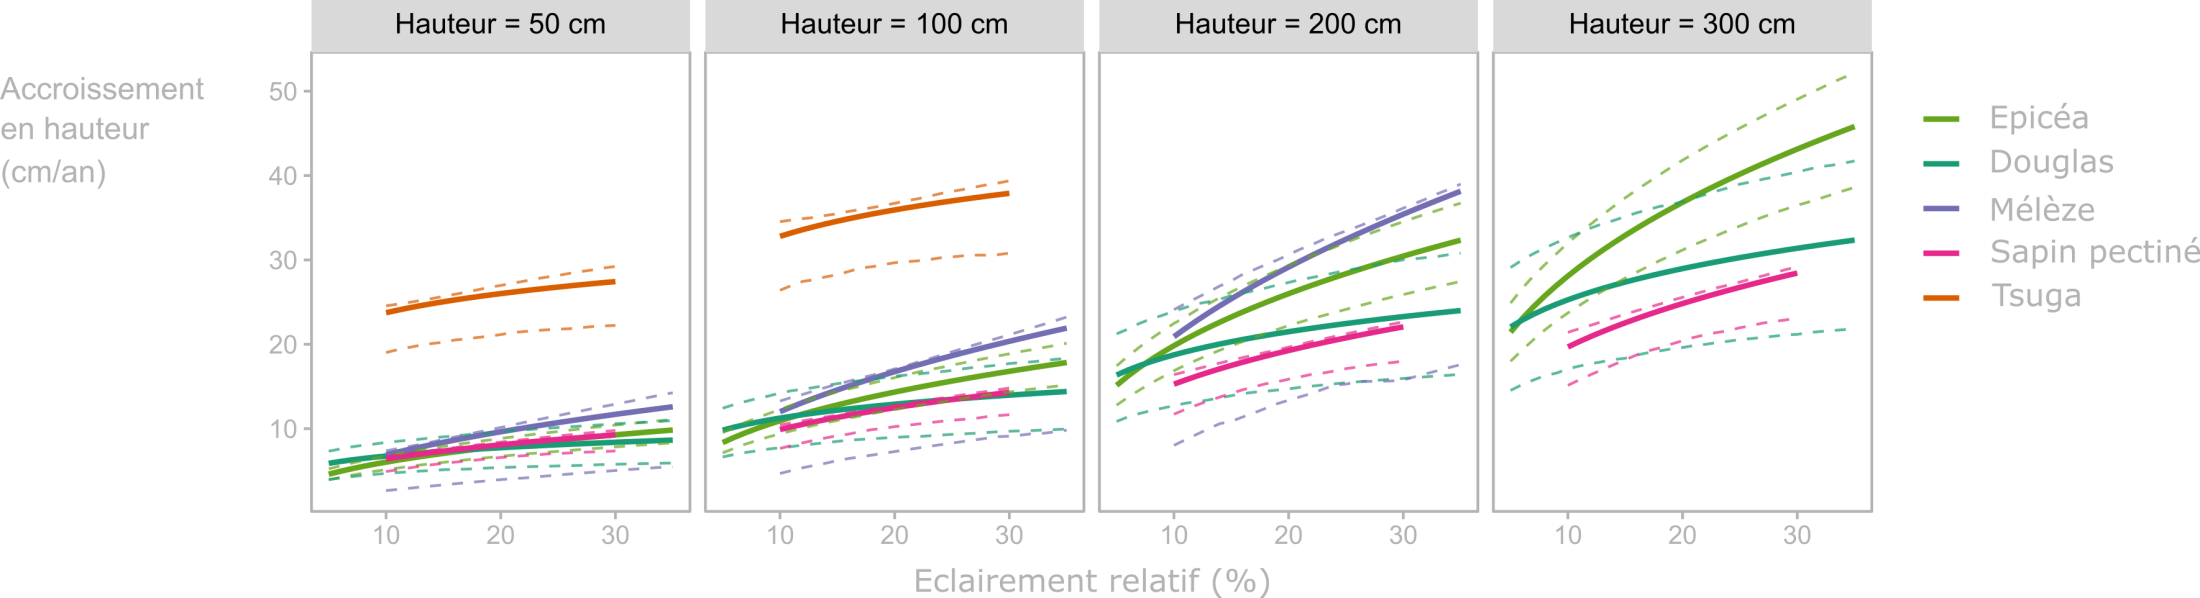 Hauteur = 50 cm
Hauteur = 100 cm
Hauteur = 200 cm
Hauteur = 300 cm
Accroissement
en hauteur
(cm/an)
50
40
30
20
10
Epicéa
Douglas
Mélèze
Sapin pectiné
Tsuga
10 20 30
10 20 30
10 20 30
10 20 30
Eclairement relatif (%)